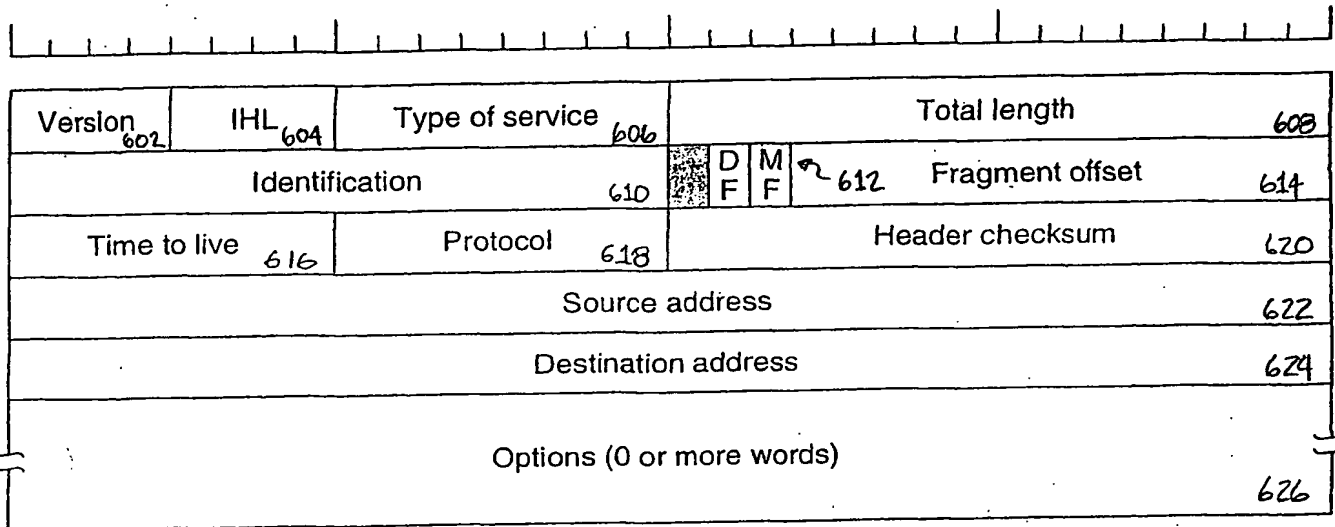 Version 602 IHL 604 Type of service 606 Total length 608
Identification 610 DF MF 612 Fragment offset 614
Time to live 616 Protocol 618 Header checksum 620
Source address 622
Destination address 624
Options (0 or more words)
626